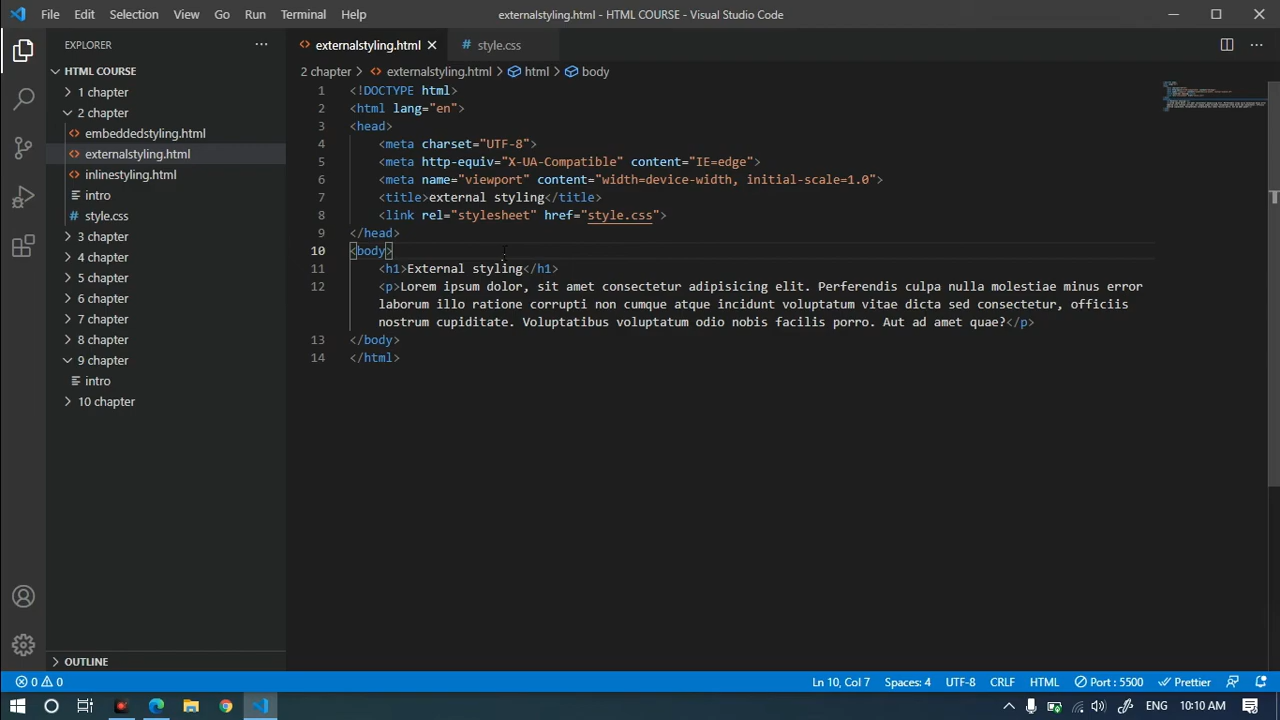 File Edit Selection View Go Run Terminal Help externalstyling.html - HTML COURSE - Visual Studio Code
EXPLORER
externalstyling.html
style.css
HTML COURSE
1 chapter
2 chapter
embeddedstyling.html
externalstyling.html
inlinestyling.html
intro
style.css
3 chapter
4 chapter
5 chapter
6 chapter
7 chapter
8 chapter
9 chapter
intro
10 chapter
OUTLINE
2 chapter > externalstyling.html > html > body
1 <!DOCTYPE html>
2 <html lang="en">
3 <head>
4 <meta charset="UTF-8">
5 <meta http-equiv="X-UA-Compatible" content="IE=edge">
6 <meta name="viewport" content="width=device-width, initial-scale=1.0">
7 <title>external styling</title>
8 <link rel="stylesheet" href="style.css">
9 </head>
10 <body>
11 <h1>External styling</h1>
12 <p>Lorem ipsum dolor, sit amet consectetur adipisicing elit. Perferendis culpa nulla molestiae minus error
laborum illo ratione corrupti non cumque atque incidunt voluptatum vitae dicta sed consectetur, officiis
nostrum cupiditate. Voluptatibus voluptatum odio nobis facilis porro. Aut ad amet quae?</p>
13 </body>
14 </html>
0 0 Ln 10, Col 7 Spaces: 4 UTF-8 CRLF HTML Port : 5500 Prettier
ENG 10:10 AM